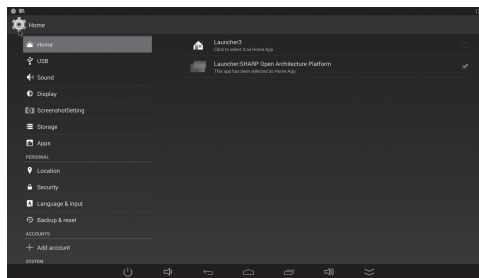 Home
Home
USB
Sound
Display
ScreenshotSetting
Storage
Apps
PERSONAL
Location
Security
Language & input
Backup & reset
ACCOUNTS
Add account
SYSTEM
Launcher3
Click to select it as Home App
Launcher:SHARP Open Architecture Platform
This app has been selected as Home App